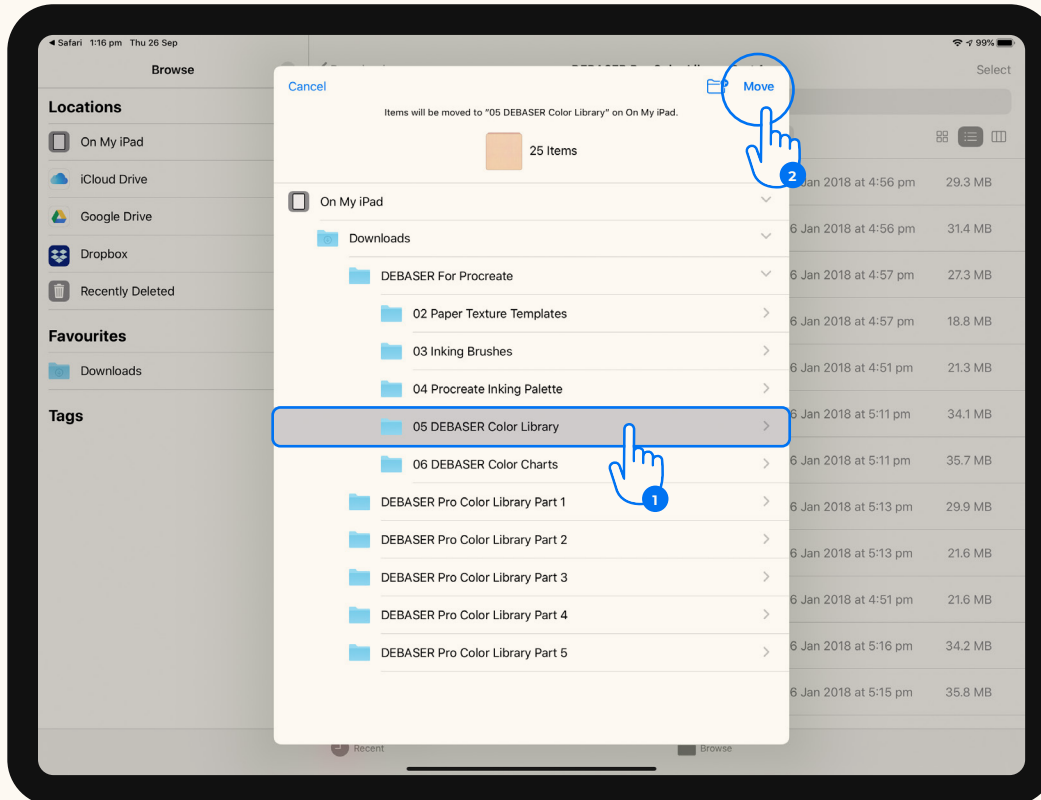 Safari 1:16 pm Thu 26 Sep
99%
Browse
Select
Locations
On My iPad
iCloud Drive
Google Drive
Dropbox
Recently Deleted
Favourites
Downloads
Tags
Cancel
Move
Items will be moved to "05 DEBASER Color Library" on On My iPad.
25 Items
2
On My iPad
Downloads
DEBASER For Procreate
02 Paper Texture Templates
03 Inking Brushes
04 Procreate Inking Palette
05 DEBASER Color Library
06 DEBASER Color Charts
1
DEBASER Pro Color Library Part 1
DEBASER Pro Color Library Part 2
DEBASER Pro Color Library Part 3
DEBASER Pro Color Library Part 4
DEBASER Pro Color Library Part 5
Jan 2018 at 4:56 pm 29.3 MB
6 Jan 2018 at 4:56 pm 31.4 MB
6 Jan 2018 at 4:57 pm 27.3 MB
6 Jan 2018 at 4:57 pm 18.8 MB
6 Jan 2018 at 4:51 pm 21.3 MB
6 Jan 2018 at 5:11 pm 34.1 MB
6 Jan 2018 at 5:11 pm 35.7 MB
6 Jan 2018 at 5:13 pm 29.9 MB
6 Jan 2018 at 5:13 pm 21.6 MB
6 Jan 2018 at 4:51 pm 21.6 MB
6 Jan 2018 at 5:16 pm 34.2 MB
6 Jan 2018 at 5:15 pm 35.8 MB
Recent
Browse